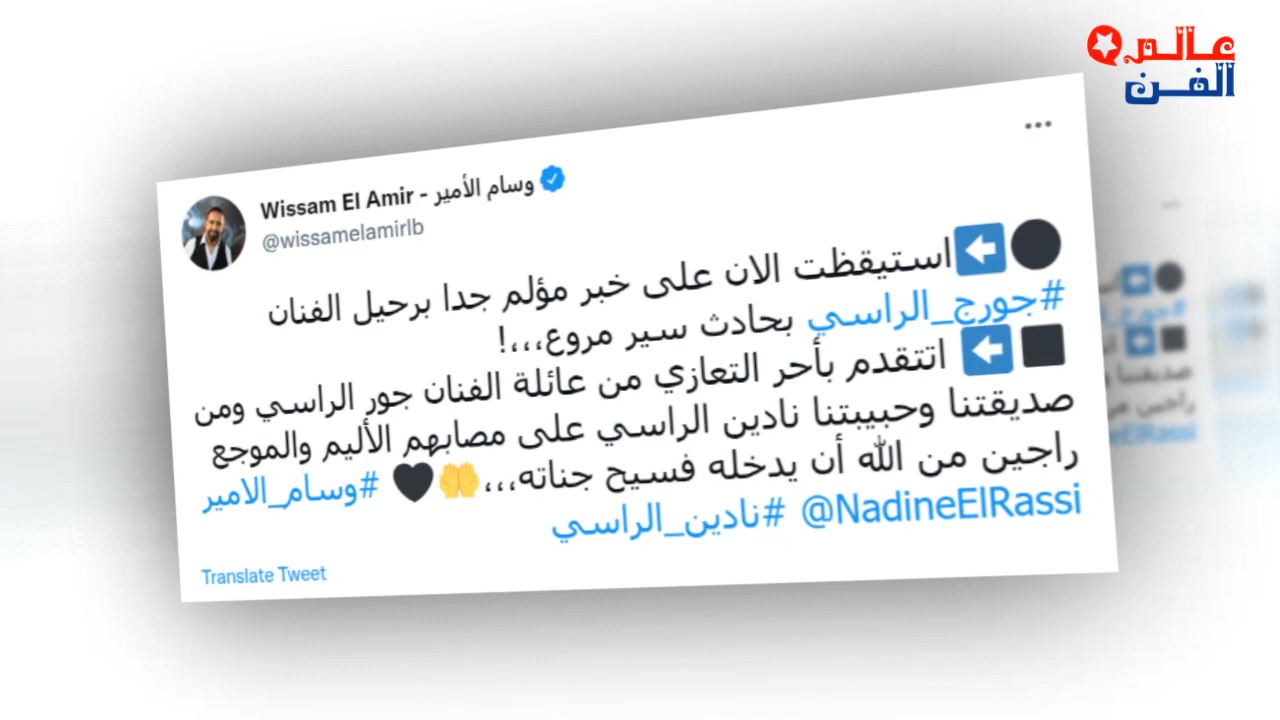 عالم
الفن
Wissam El Amir - وسام الأمير
@wissamelamirlb
استيقظت الان على خبر مؤلم جدا برحيل الفنان
#جورج_الراسي بحادث سير مروع،،،!
اتتقدم بأحر التعازي من عائلة الفنان جور الراسي ومن
صديقتنا وحبيبتنا نادين الراسي على مصابهم الأليم والموجع
راجين من الله أن يدخله فسيح جناته،،،🤲🖤 #وسام_الامير
@NadineElRassi #نادين_الراسي
Translate Tweet